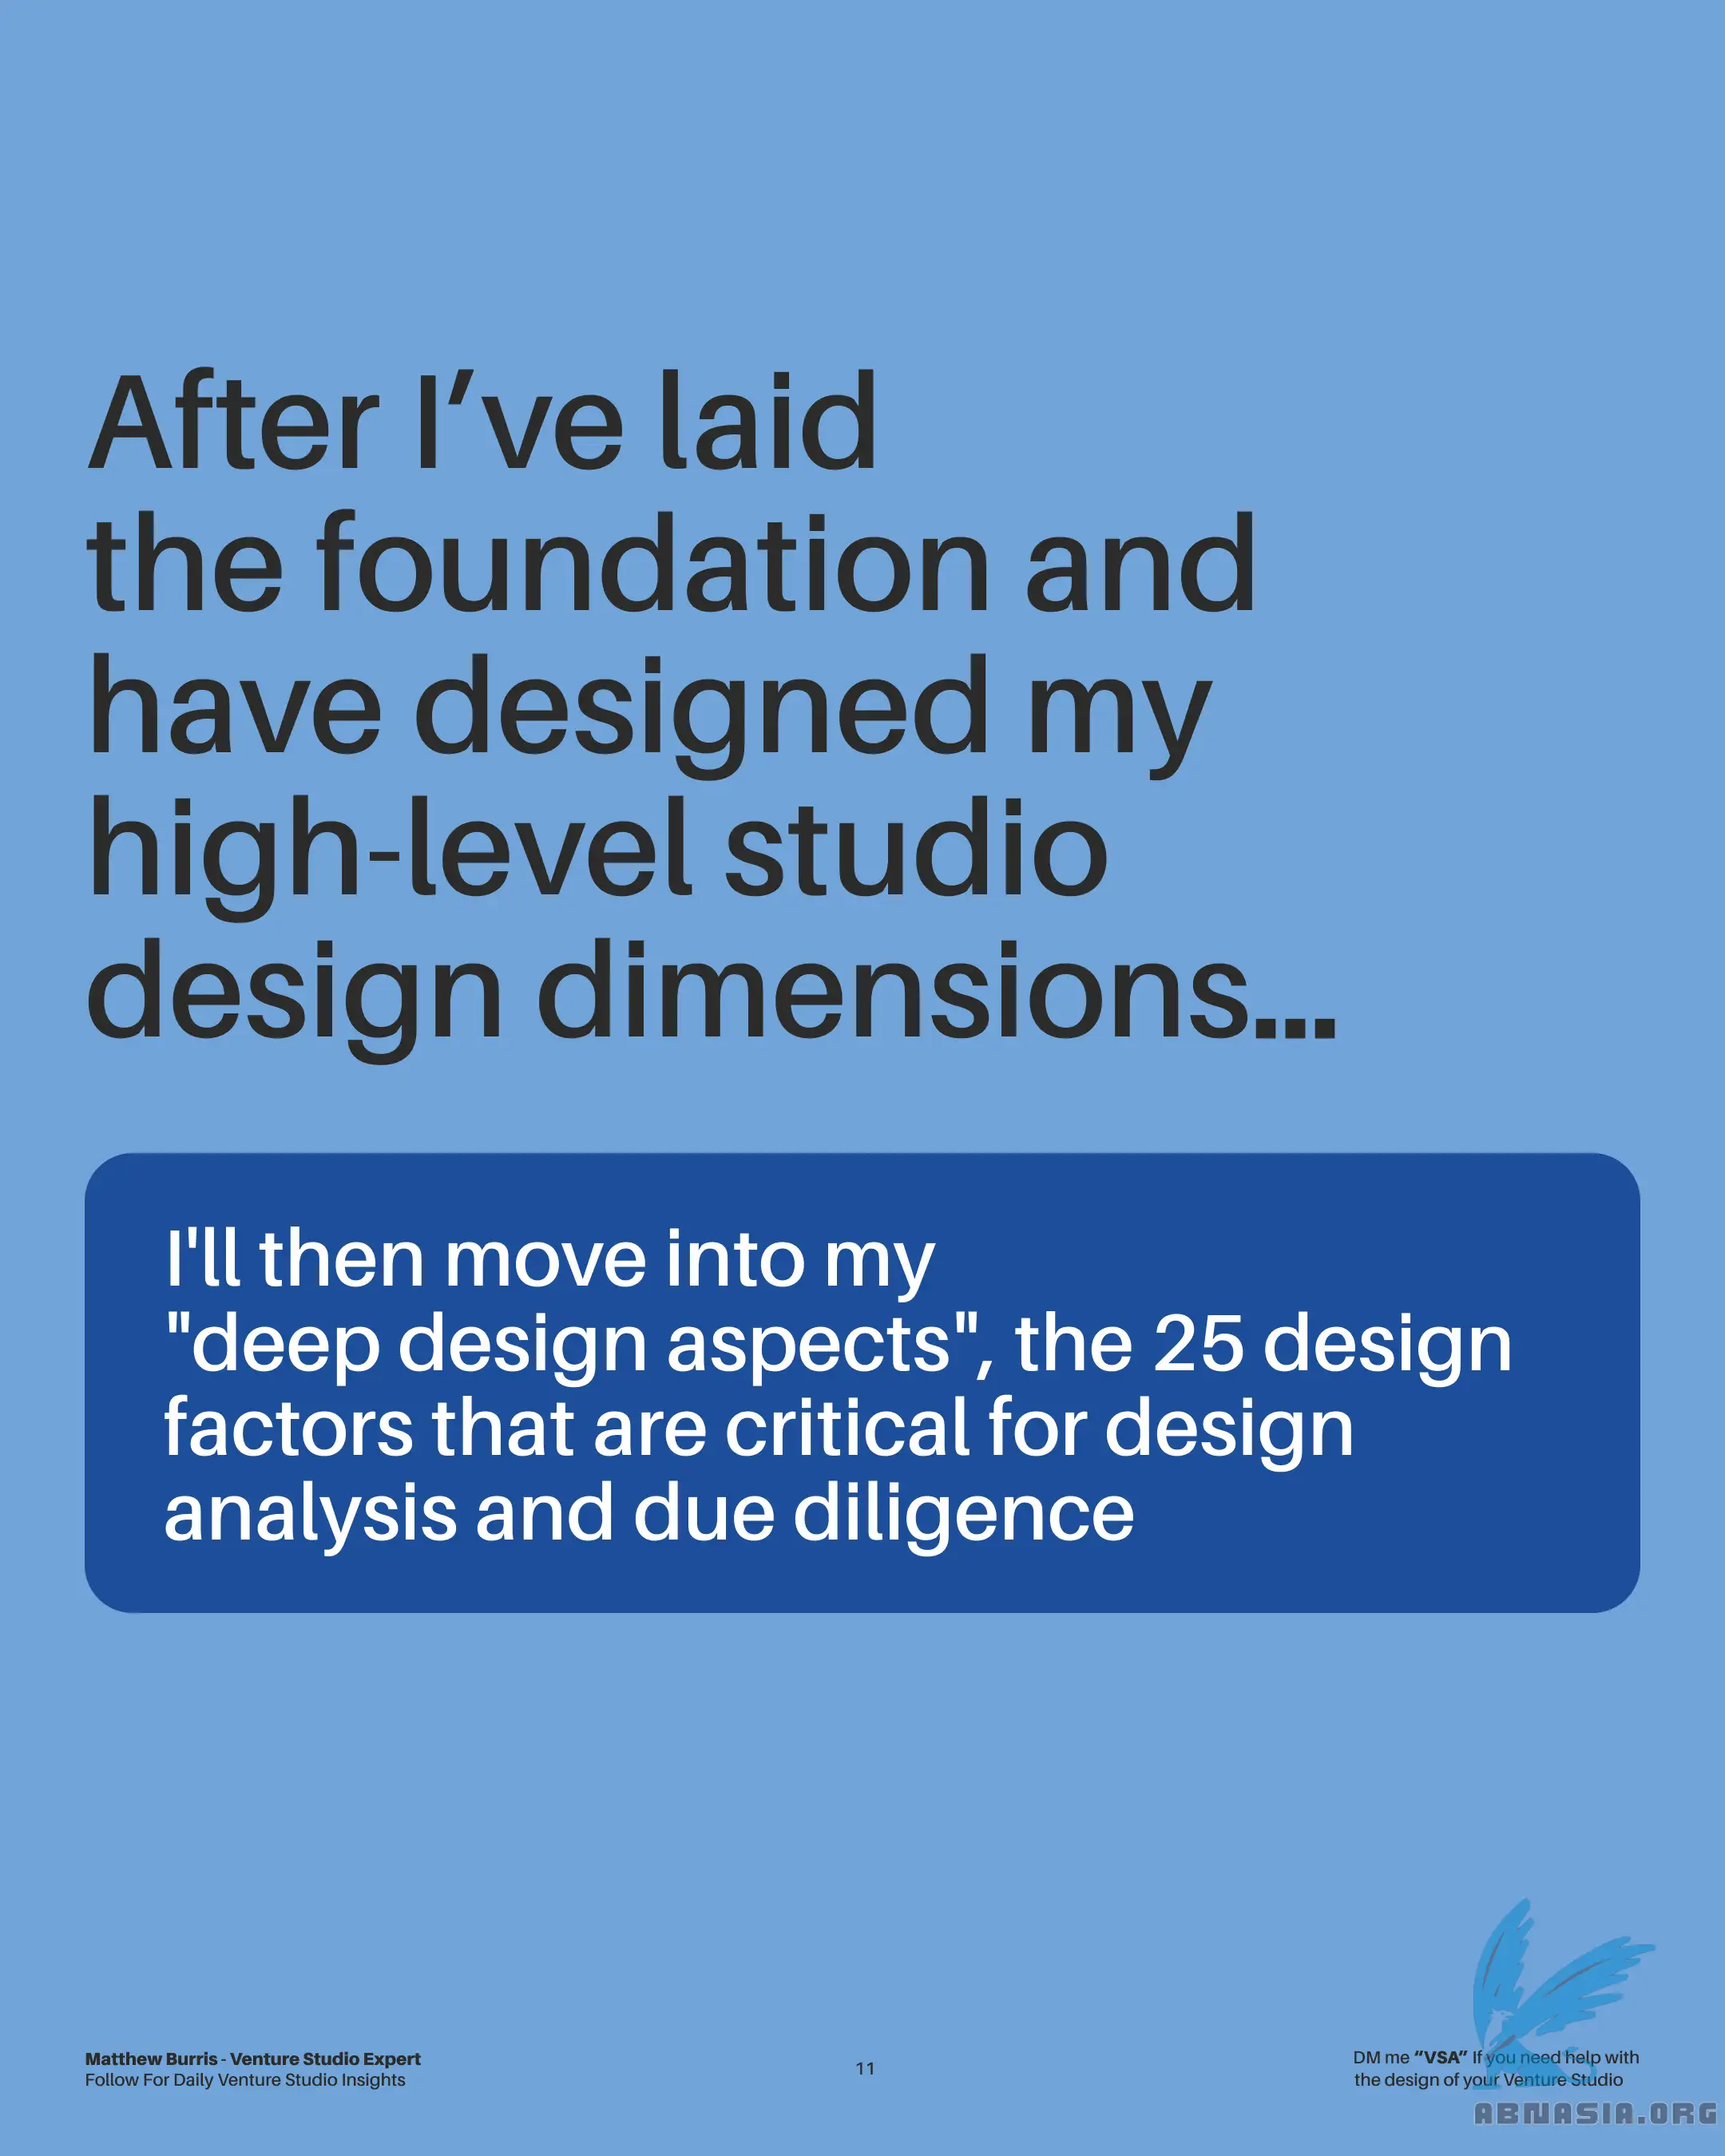 After I’ve laid
the foundation and
have designed my
high-level studio
design dimensions...
I'll then move into my
"deep design aspects", the 25 design
factors that are critical for design
analysis and due diligence
Matthew Burris - Venture Studio Expert
Follow For Daily Venture Studio Insights
11
DM me “VSA” If you need help with
the design of your Venture Studio
ABNASIA.ORG